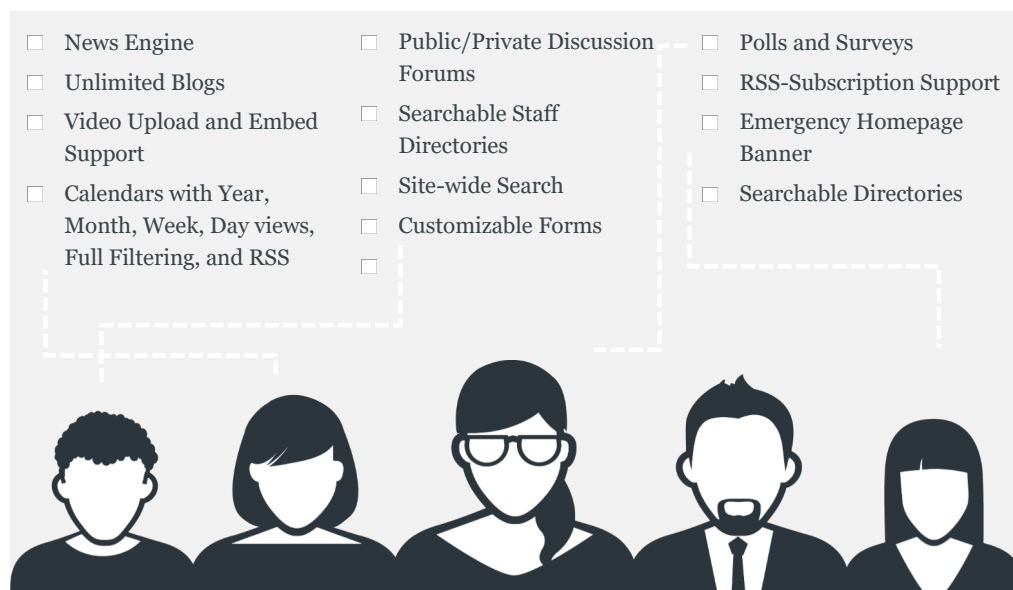 News Engine
Unlimited Blogs
Video Upload and Embed
Support
Calendars with Year,
Month, Week, Day views,
Full Filtering, and RSS
Public/Private Discussion
Forums
Searchable Staff
Directories
Site-wide Search
Customizable Forms
Polls and Surveys
RSS-Subscription Support
Emergency Homepage
Banner
Searchable Directories